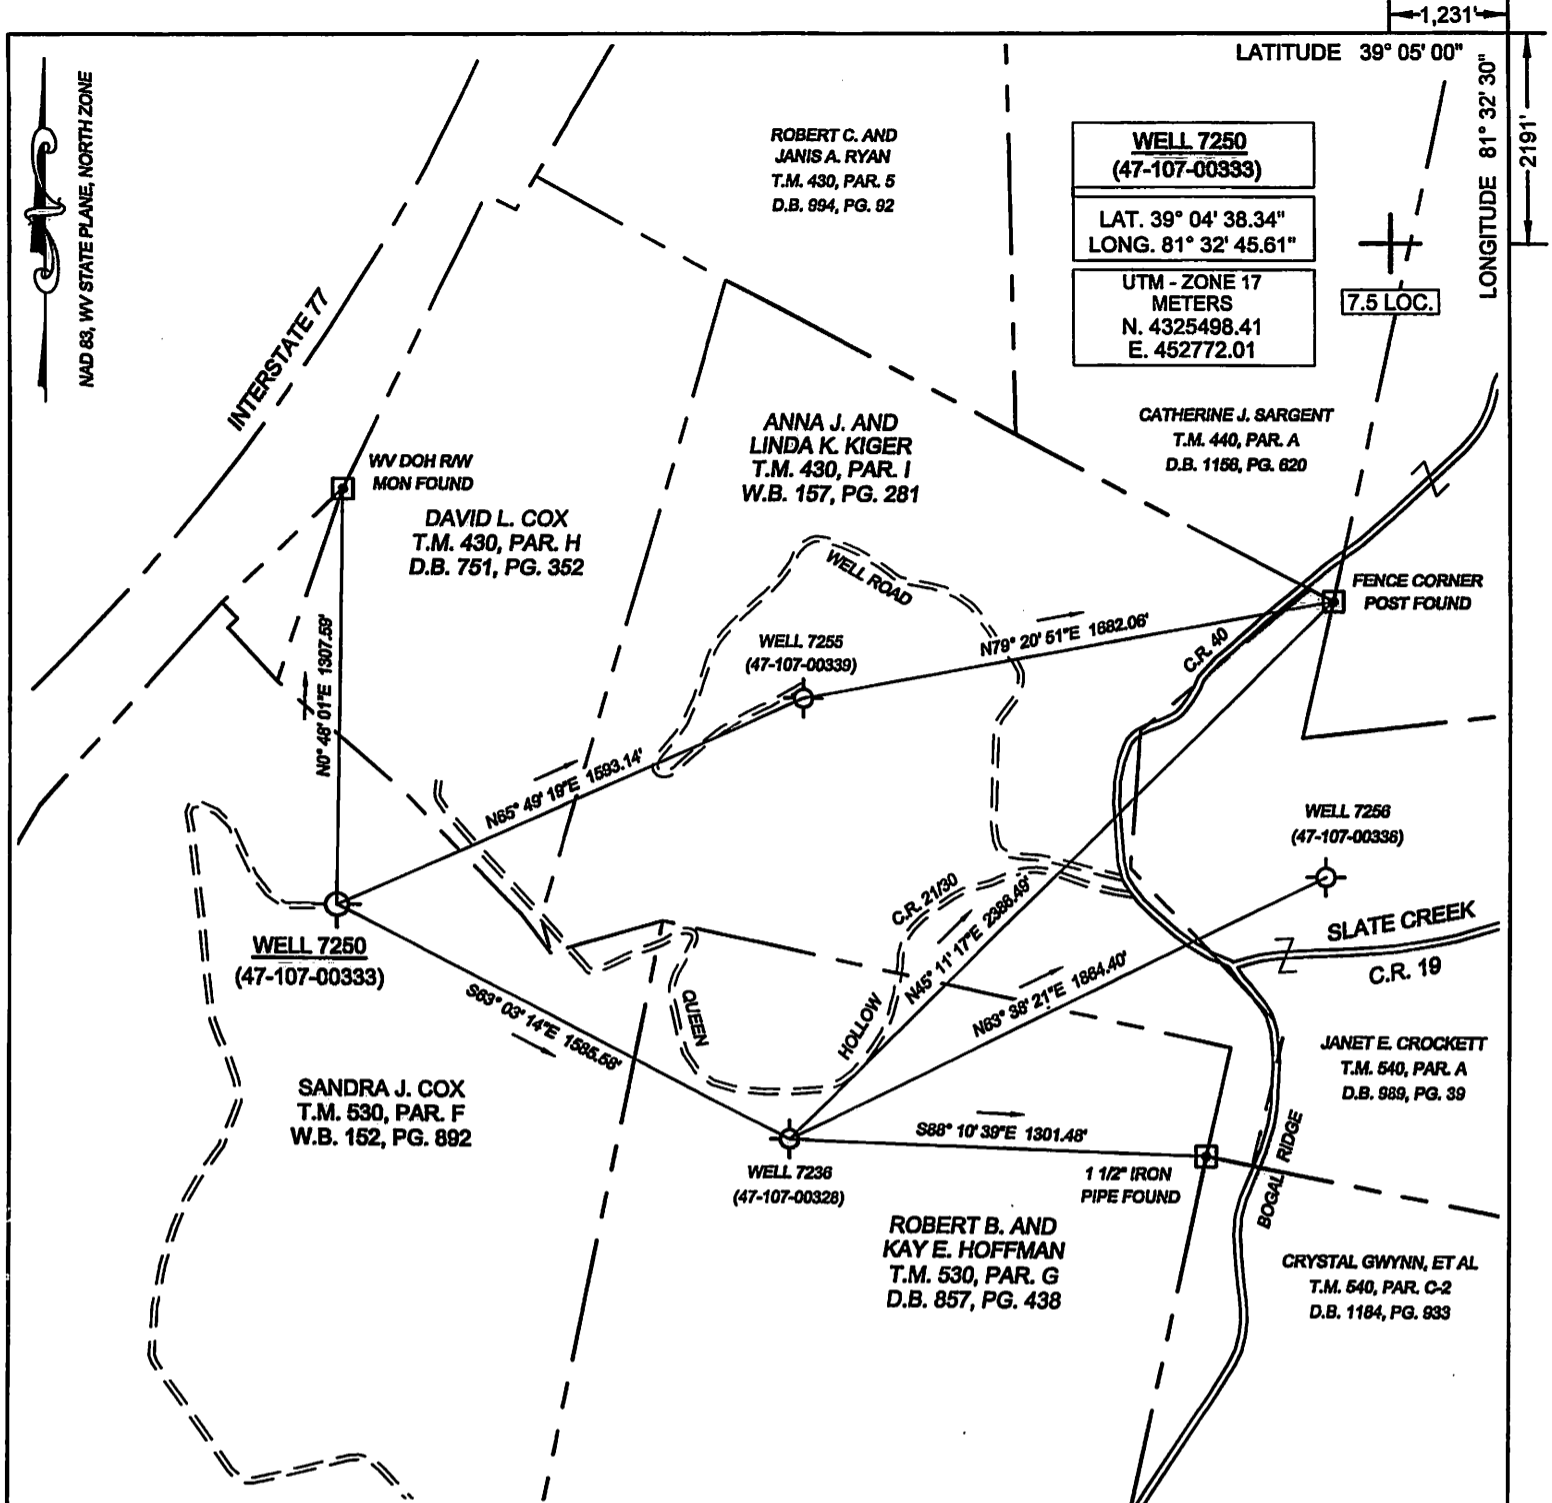 1,231'
LATITUDE 39° 05' 00"
LONGITUDE 81° 32' 30"
2191'
NAD 83, WV STATE PLANE, NORTH ZONE
ROBERT C. AND
JANIS A. RYAN
T.M. 430, PAR. 5
D.B. 994, PG. 92
WELL 7250
(47-107-00333)
LAT. 39° 04' 38.34"
LONG. 81° 32' 45.61"
UTM - ZONE 17
METERS
N. 4325498.41
E. 452772.01
7.5 LOC.
INTERSTATE 77
WV DOH R/W
MON FOUND
DAVID L. COX
T.M. 430, PAR. H
D.B. 751, PG. 352
ANNA J. AND
LINDA K. KIGER
T.M. 430, PAR. I
W.B. 157, PG. 281
CATHERINE J. SARGENT
T.M. 440, PAR. A
D.B. 1158, PG. 620
WELL ROAD
FENCE CORNER
POST FOUND
N0° 48' 01"E 1307.59'
WELL 7255
(47-107-00339)
N79° 20' 51"E 1682.06'
C.R. 40
N65° 49' 19"E 1593.14'
WELL 7256
(47-107-00336)
C.R. 21/30
N45° 11' 17"E 2388.49'
SLATE CREEK
C.R. 19
WELL 7250
(47-107-00333)
S63° 03' 14"E 1585.58'
QUEEN
HOLLOW
N63° 38' 21"E 1864.40'
JANET E. CROCKETT
T.M. 540, PAR. A
D.B. 989, PG. 39
SANDRA J. COX
T.M. 530, PAR. F
W.B. 152, PG. 892
S88° 10' 39"E 1301.48'
BOGAL RIDGE
WELL 7236
(47-107-00328)
1 1/2" IRON
PIPE FOUND
ROBERT B. AND
KAY E. HOFFMAN
T.M. 530, PAR. G
D.B. 857, PG. 438
CRYSTAL GWYNN, ET AL
T.M. 540, PAR. C-2
D.B. 1184, PG. 933